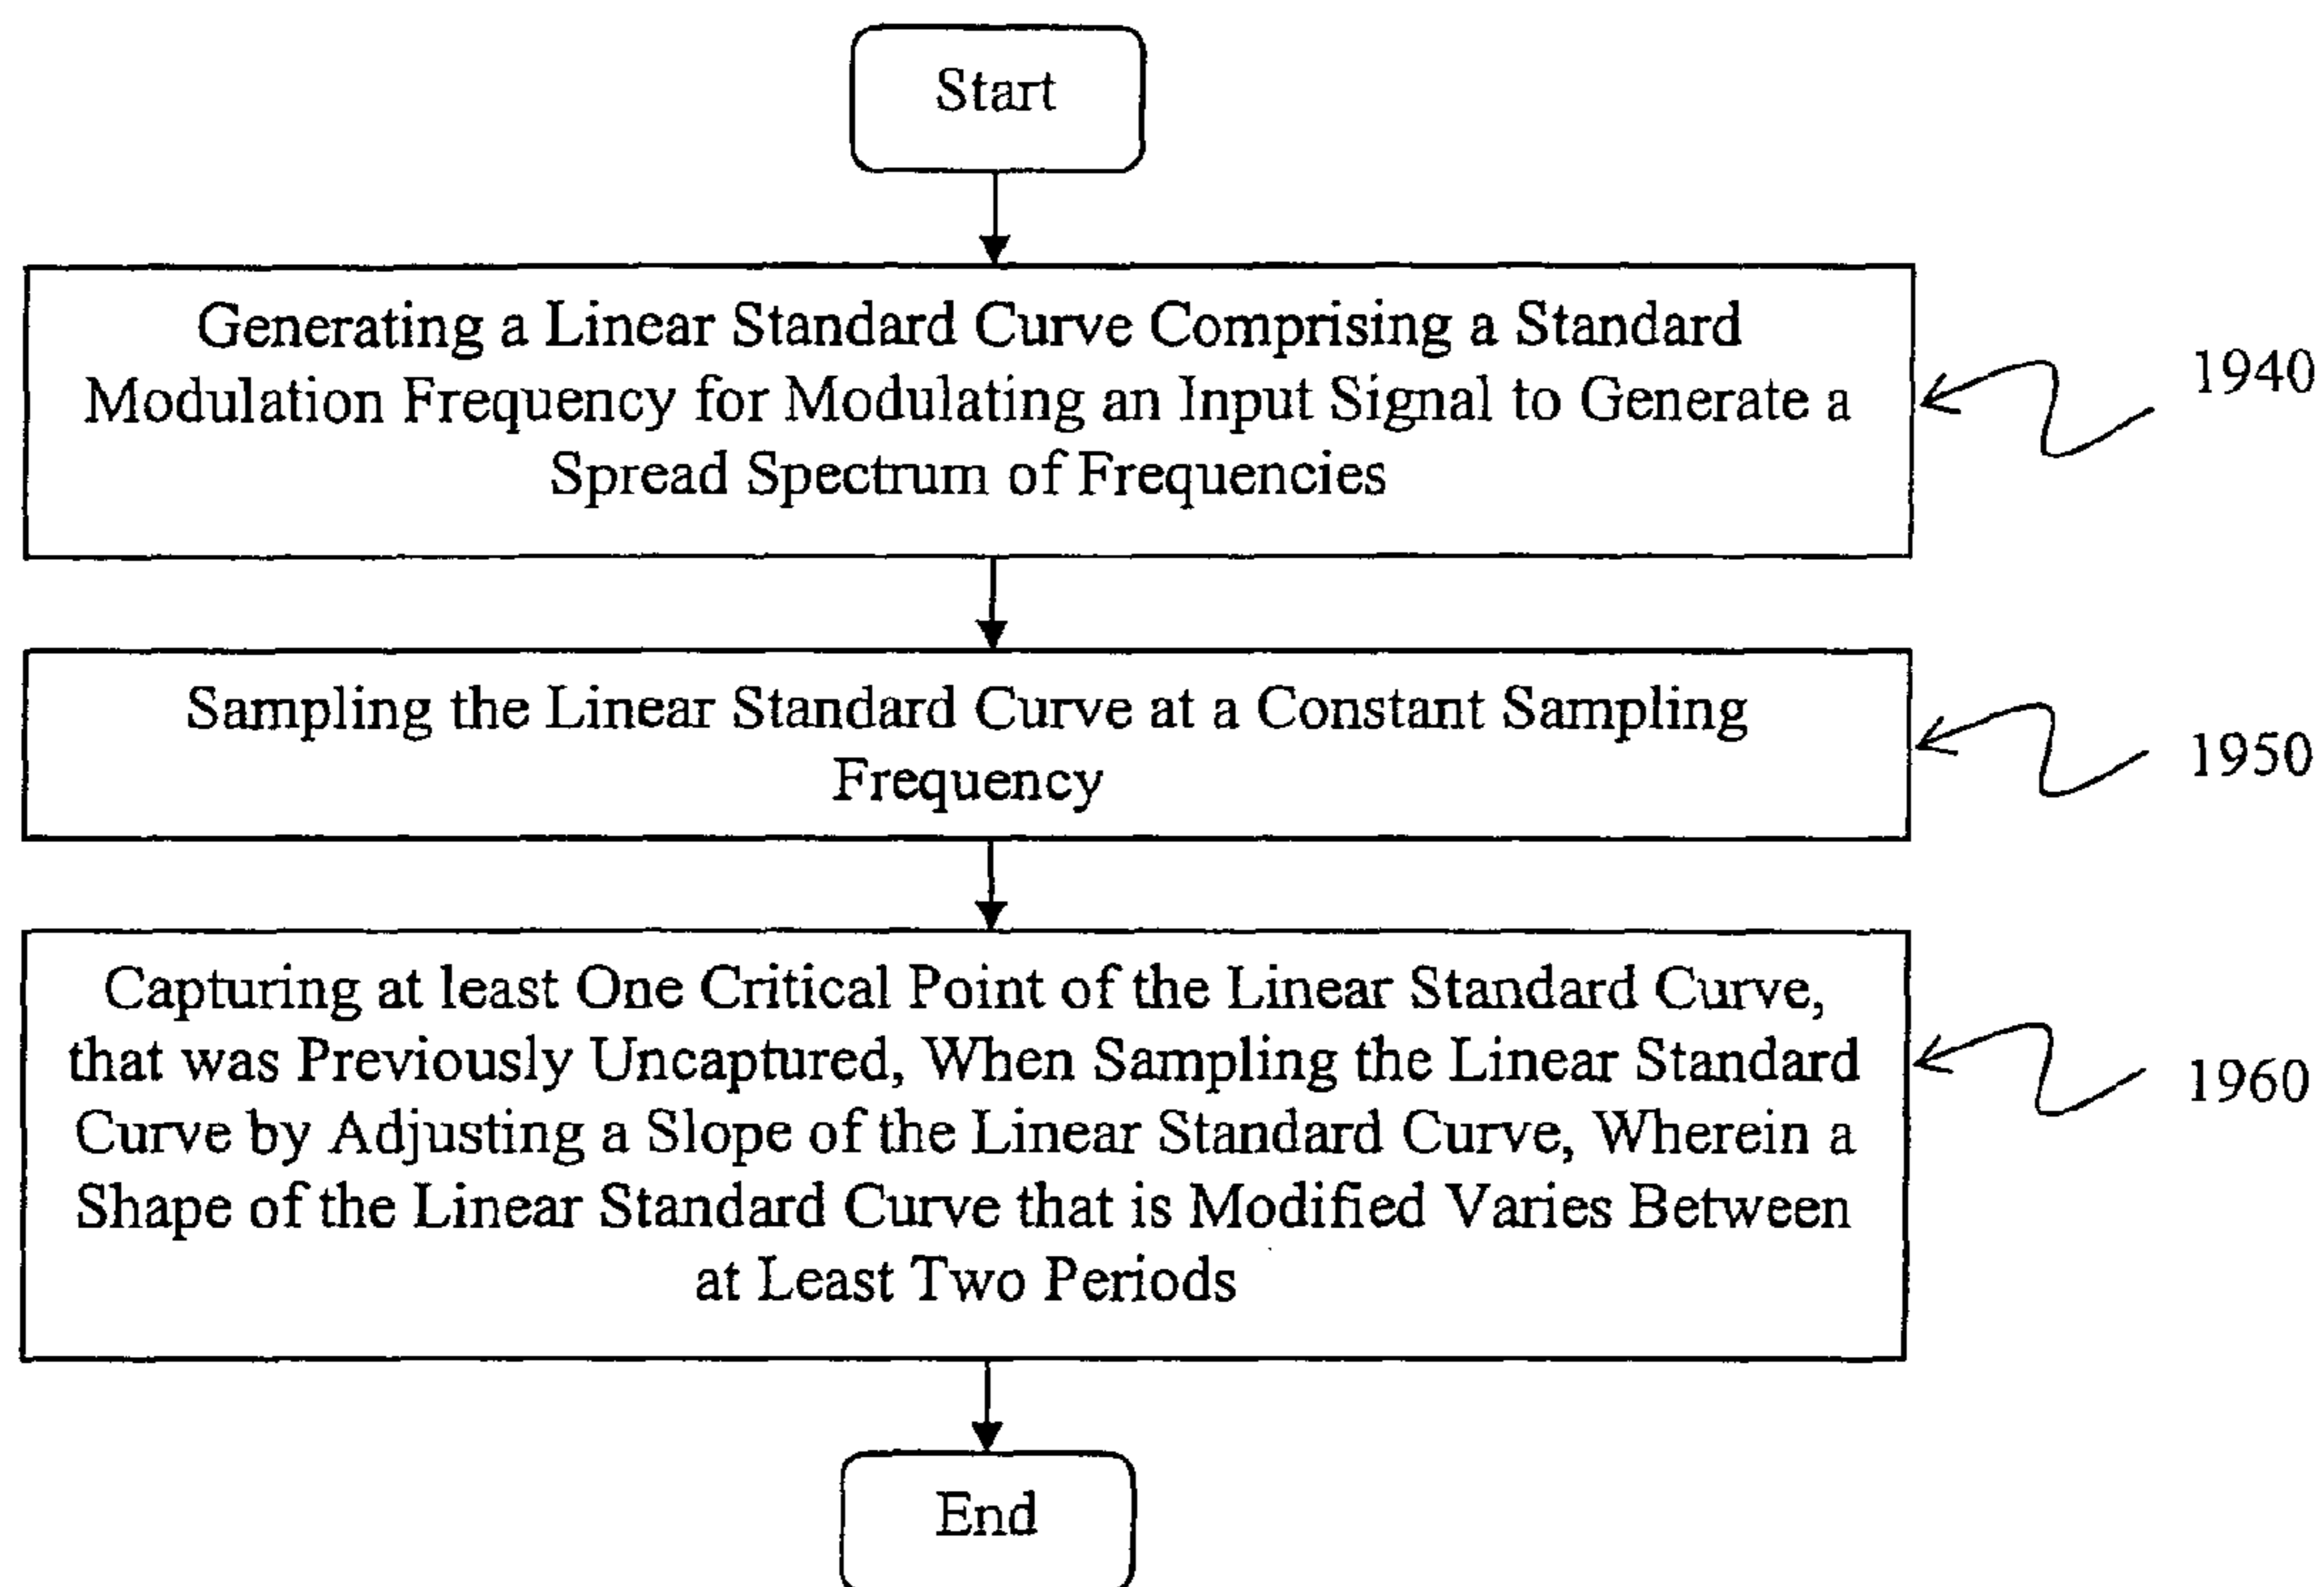 Start
Generating a Linear Standard Curve Comprising a Standard
Modulation Frequency for Modulating an Input Signal to Generate a
Spread Spectrum of Frequencies
1940
Sampling the Linear Standard Curve at a Constant Sampling
Frequency
1950
Capturing at least One Critical Point of the Linear Standard Curve,
that was Previously Uncaptured, When Sampling the Linear Standard
Curve by Adjusting a Slope of the Linear Standard Curve, Wherein a
Shape of the Linear Standard Curve that is Modified Varies Between
at Least Two Periods
1960
End